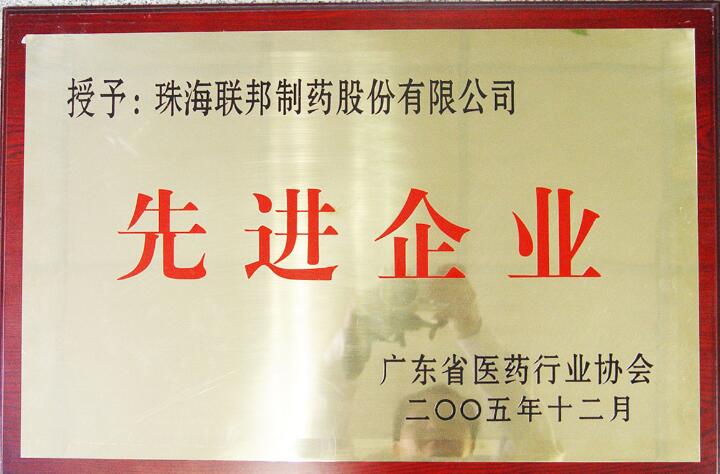 授予：珠海联邦制药股份有限公司
先进企业
广东省医药行业协会
二〇〇五年十二月